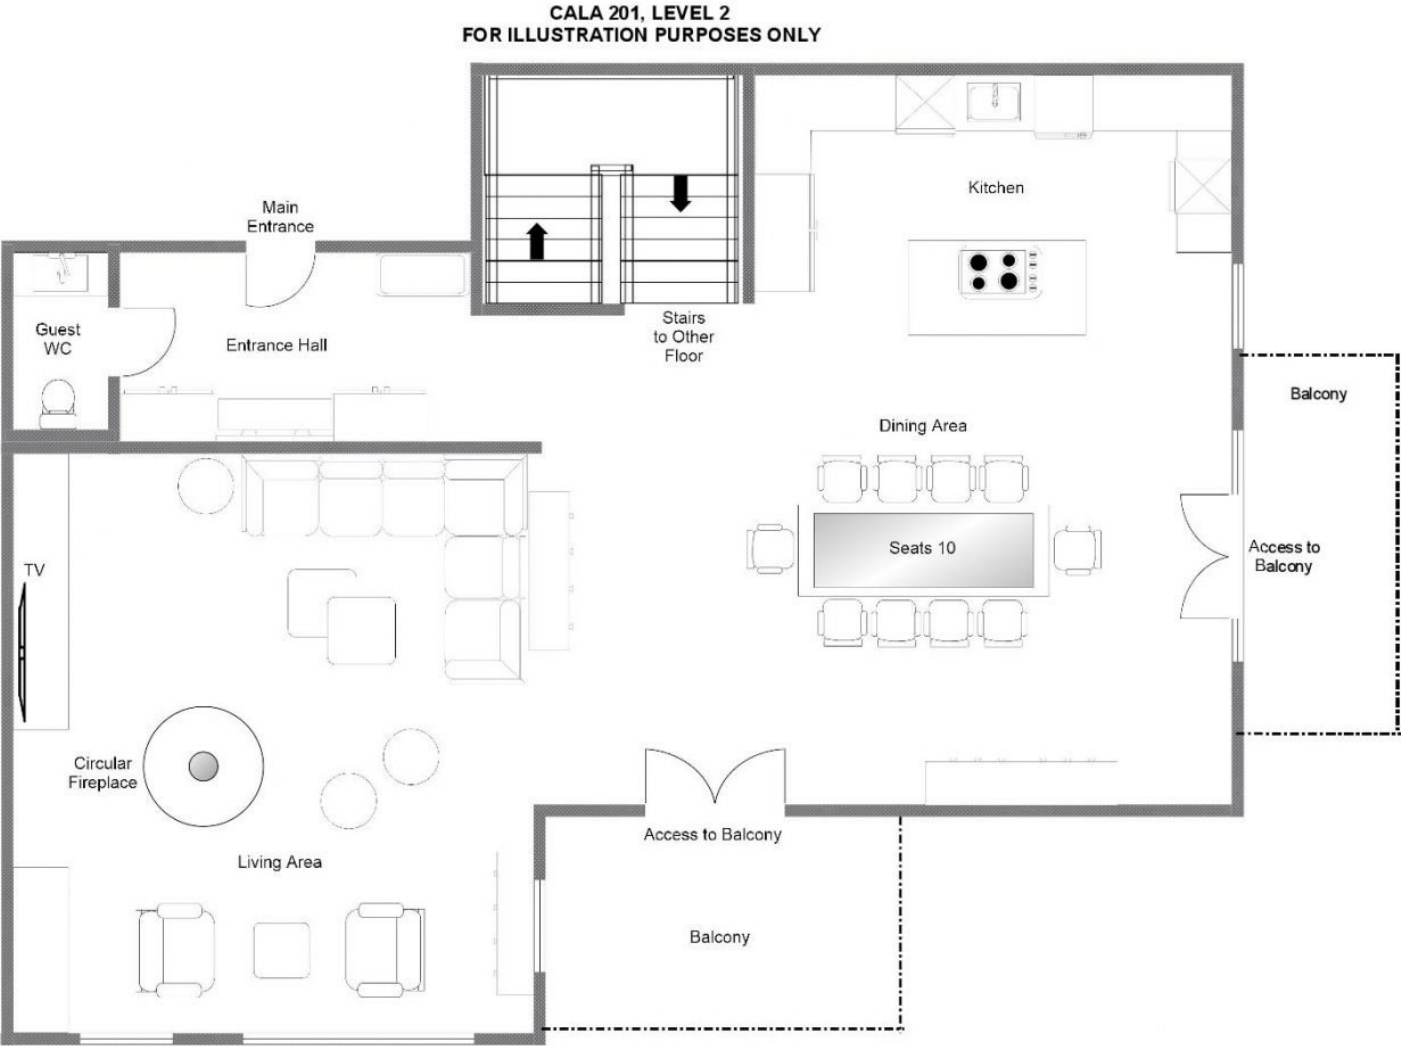 CALA 201, LEVEL 2
FOR ILLUSTRATION PURPOSES ONLY
Main
Entrance
Kitchen
Guest
WC
Entrance Hall
Stairs
to Other
Floor
Balcony
Dining Area
TV
Seats 10
Access to
Balcony
Circular
Fireplace
Access to Balcony
Living Area
Balcony